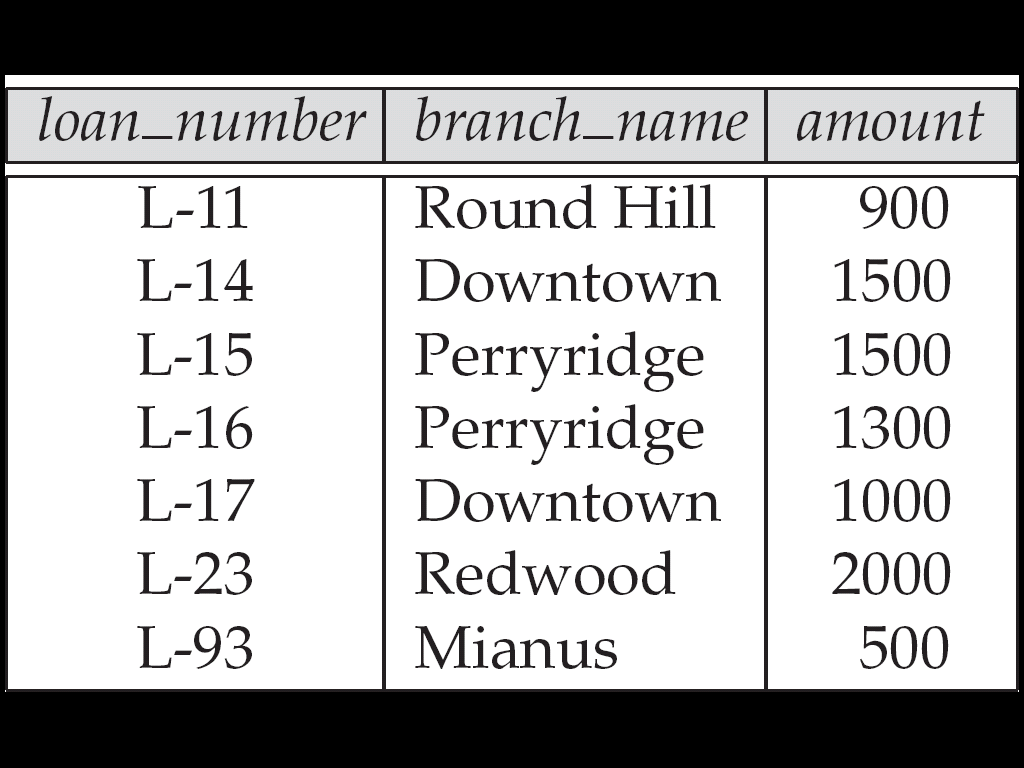 loan_number branch_name amount
L-11 Round Hill 900
L-14 Downtown 1500
L-15 Perryridge 1500
L-16 Perryridge 1300
L-17 Downtown 1000
L-23 Redwood 2000
L-93 Mianus 500